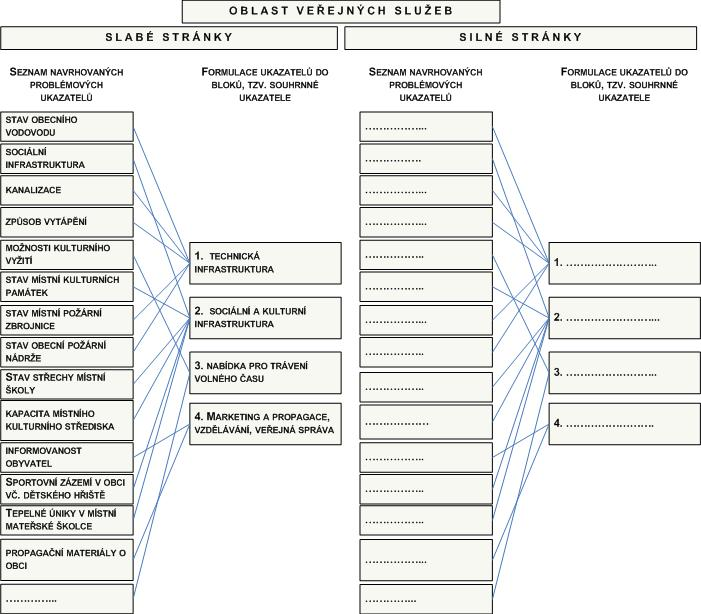 OBLAST VEŘEJNÝCH SLUŽEB
SLABÉ STRÁNKY
SEZNAM NAVRHOVANÝCH
PROBLÉMOVÝCH
UKAZATELŮ
FORMULACE UKAZATELŮ DO
BLOKŮ, TZV. SOUHRNNÉ
UKAZATELE
STAV OBECNÍHO
VODOVODU
SOCIÁLNÍ
INFRASTRUKTURA
KANALIZACE
ZPŮSOB VYTÁPĚNÍ
MOŽNOSTI KULTURNÍHO
VYŽITÍ
STAV MÍSTNÍCH KULTURNÍCH
PAMÁTEK
STAV MÍSTNÍ POŽÁRNÍ
ZBROJNICE
STAV OBECNÍ POŽÁRNÍ
NÁDRŽE
STAV STŘECHY MÍSTNÍ
ŠKOLY
KAPACITA MÍSTNÍHO
KULTURNÍHO STŘEDISKA
INFORMOVANOST
OBYVATEL
SPORTOVNÍ ZÁZEMÍ V OBCI
VČ. DĚTSKÉHO HŘIŠTĚ
TEPELNÉ ÚNIKY V MÍSTNÍ
MATEŘSKÉ ŠKOLCE
PROPAGAČNÍ MATERIÁLY O
OBCI
……………..
1. TECHNICKÁ
INFRASTRUKTURA
2. SOCIÁLNÍ A KULTURNÍ
INFRASTRUKTURA
3. NABÍDKA PRO TRÁVENÍ
VOLNÉHO ČASU
4. MARKETING A PROPAGACE,
VZDĚLÁVÁNÍ, VEŘEJNÁ SPRÁVA
SILNÉ STRÁNKY
SEZNAM NAVRHOVANÝCH
PROBLÉMOVÝCH
UKAZATELŮ
FORMULACE UKAZATELŮ DO
BLOKŮ, TZV. SOUHRNNÉ
UKAZATELE
………………..
……………….
………………..
………………..
……………….
……………….
………………..
………………..
……………….
…………………
……………….
……………….
……………….
………………..
……………..
1. ……………………….
2. ………………………...
3. ……………………….
4. ………………………